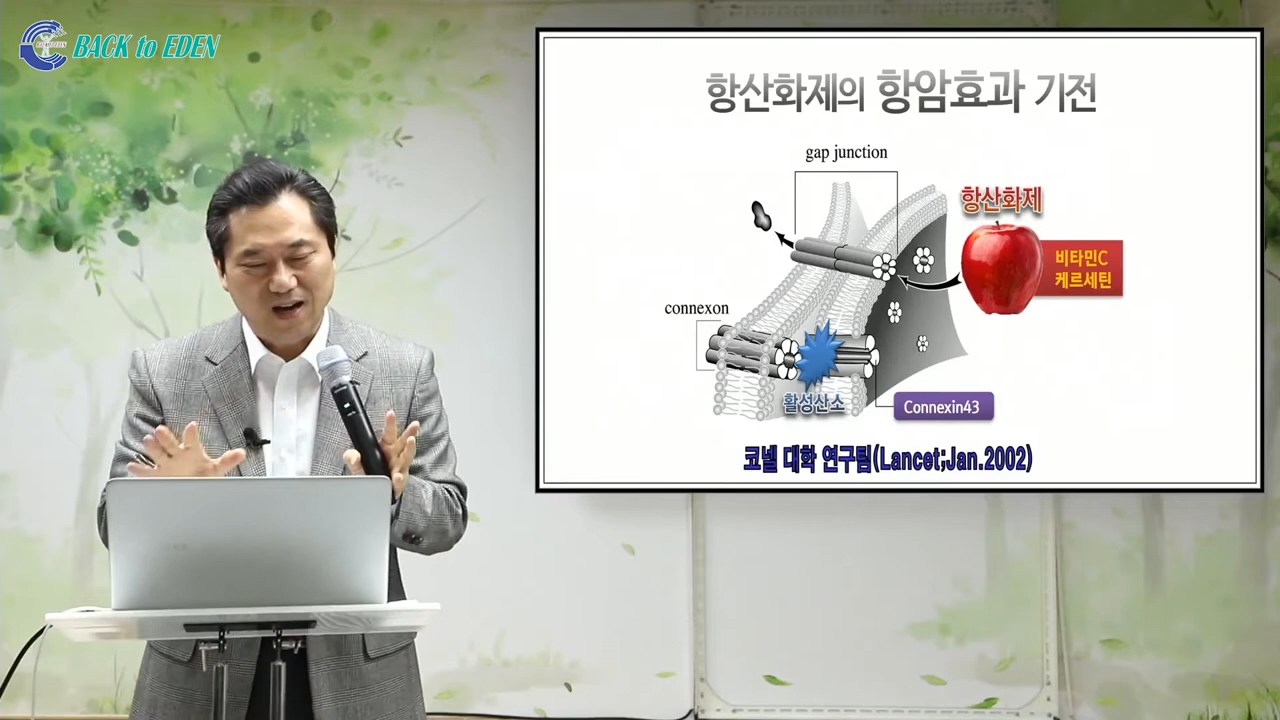 BACK to EDEN
항산화제의 항암효과 기전
gap junction
항산화제
비타민C
케르세틴
connexon
활성산소
Connexin43
코넬 대학 연구팀(Lancet;Jan.2002)